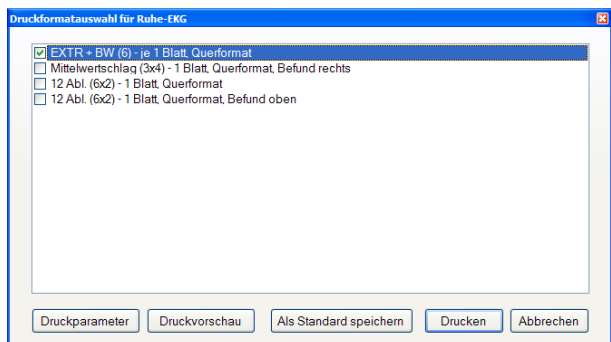 Druckformatauswahl für Ruhe-EKG
EXTR + BW (6) - je 1 Blatt, Querformat
Mittelwertschlag (3x4) - 1 Blatt, Querformat, Befund rechts
12 Abl. (6x2) - 1 Blatt, Querformat
12 Abl. (6x2) - 1 Blatt, Querformat, Befund oben
Druckparameter Druckvorschau Als Standard speichern Drucken Abbrechen